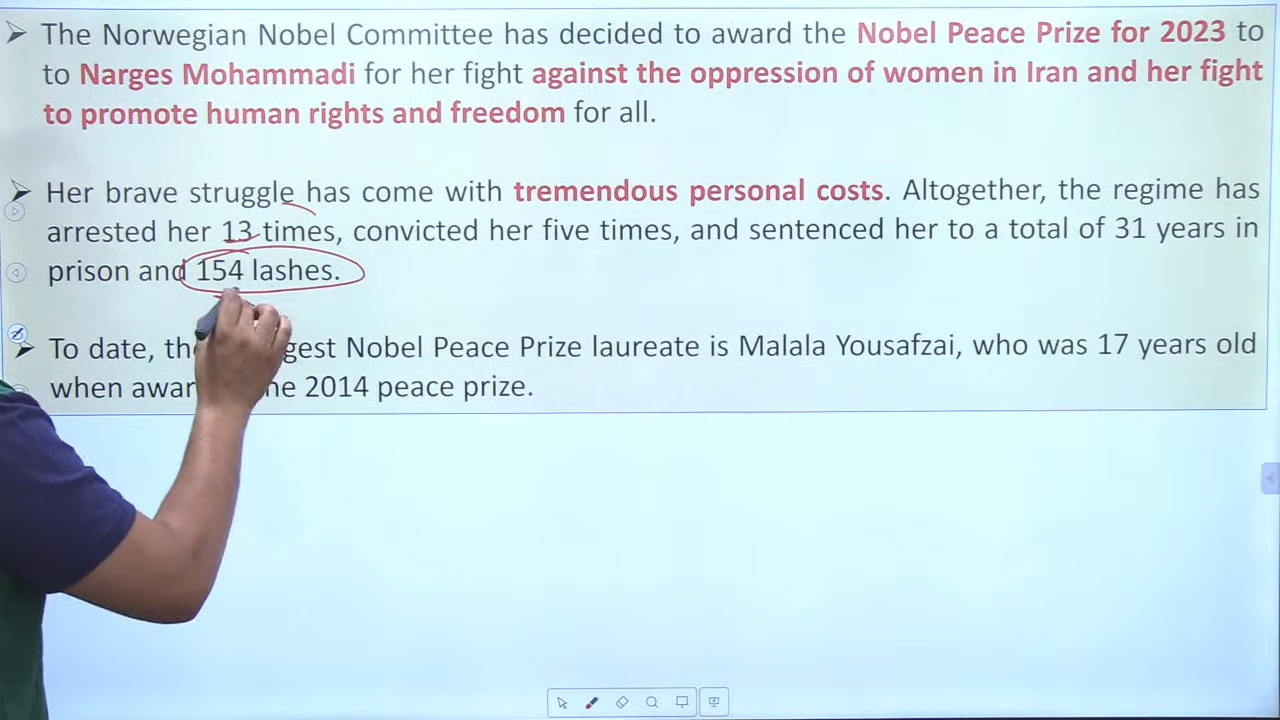 The Norwegian Nobel Committee has decided to award the Nobel Peace Prize for 2023 to
to Narges Mohammadi for her fight against the oppression of women in Iran and her fight
to promote human rights and freedom for all.
Her brave struggle has come with tremendous personal costs. Altogether, the regime has
arrested her 13 times, convicted her five times, and sentenced her to a total of 31 years in
prison and 154 lashes.
To date, Nobel Peace Prize laureate is Malala Yousafzai, who was 17 years old
when 2014 peace prize.